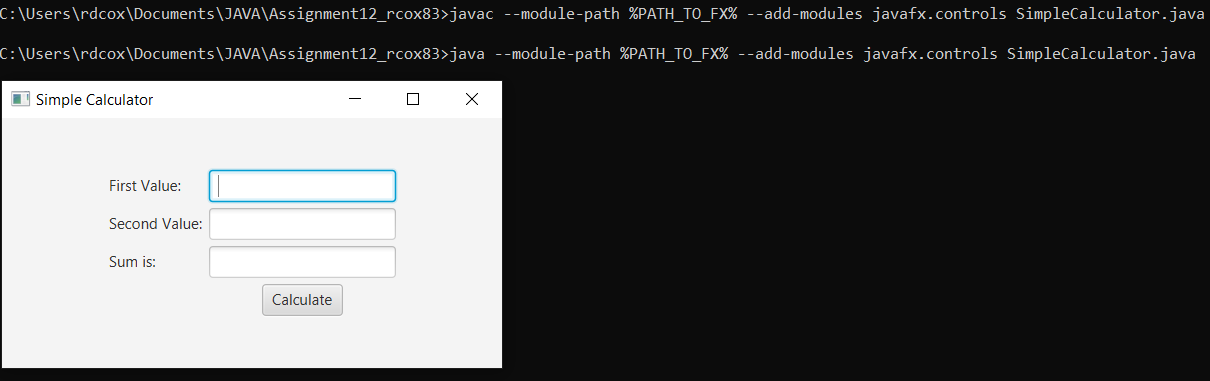 C:\Users\rdcox\Documents\JAVA\Assignment12_rcox83>javac --module-path %PATH_TO_FX% --add-modules javafx.controls SimpleCalculator.java
C:\Users\rdcox\Documents\JAVA\Assignment12_rcox83>java --module-path %PATH_TO_FX% --add-modules javafx.controls SimpleCalculator.java
Simple Calculator
First Value:
Second Value:
Sum is:
Calculate